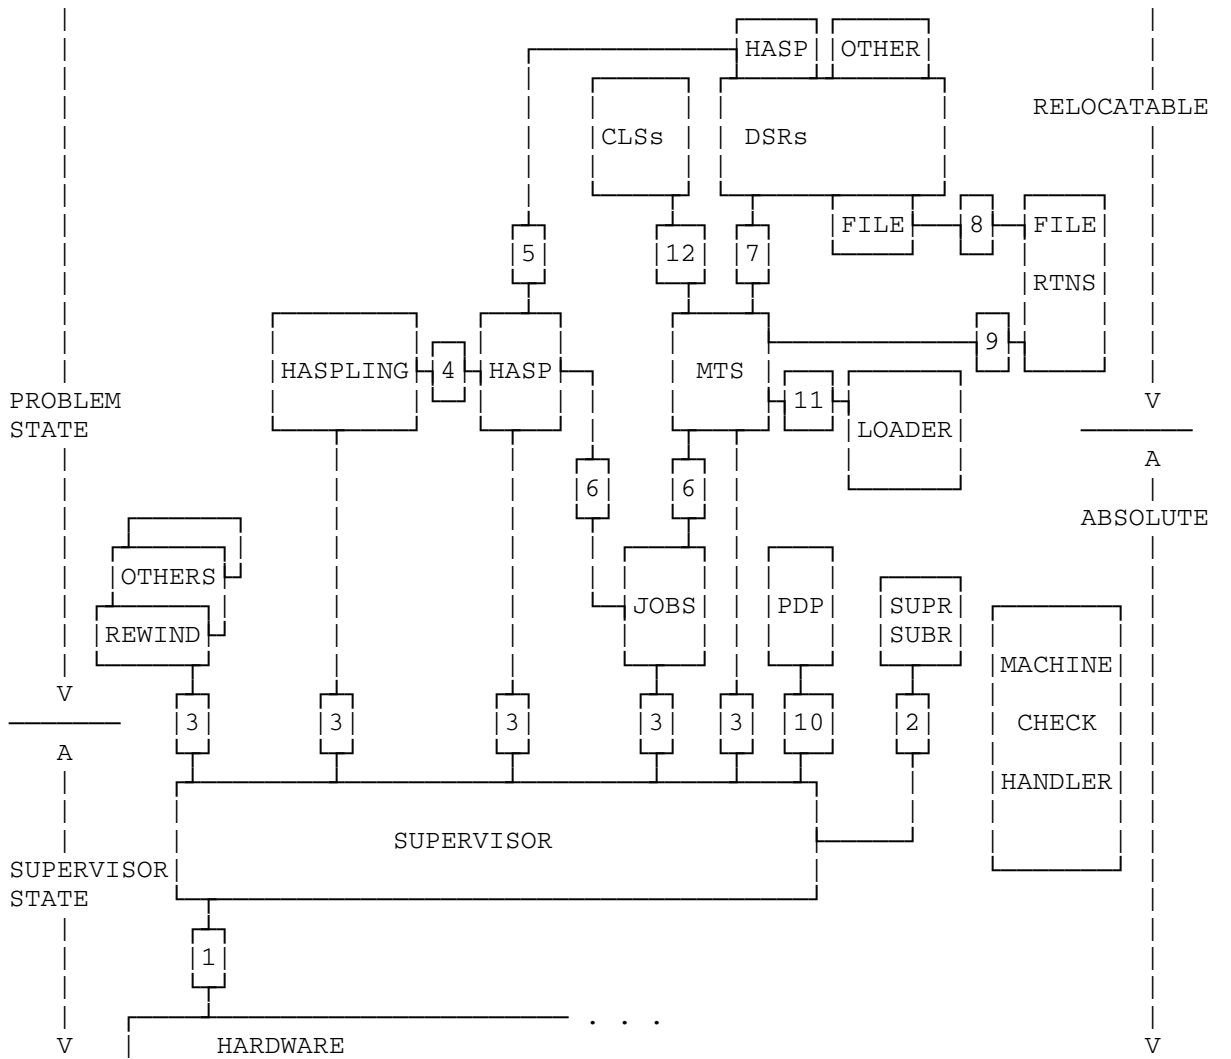 HASP OTHER
RELOCATABLE
CLSs DSRs
FILE 8 FILE
5 12 7
RTNS
9
HASPLING 4 HASP MTS
PROBLEM 11 V
STATE LOADER
A
6 6
ABSOLUTE
OTHERS
JOBS PDP SUPR
REWIND SUBR
MACHINE
V
3 3 3 3 3 10 2 CHECK
A
HANDLER
SUPERVISOR
SUPERVISOR
STATE
1
. . .
V HARDWARE V